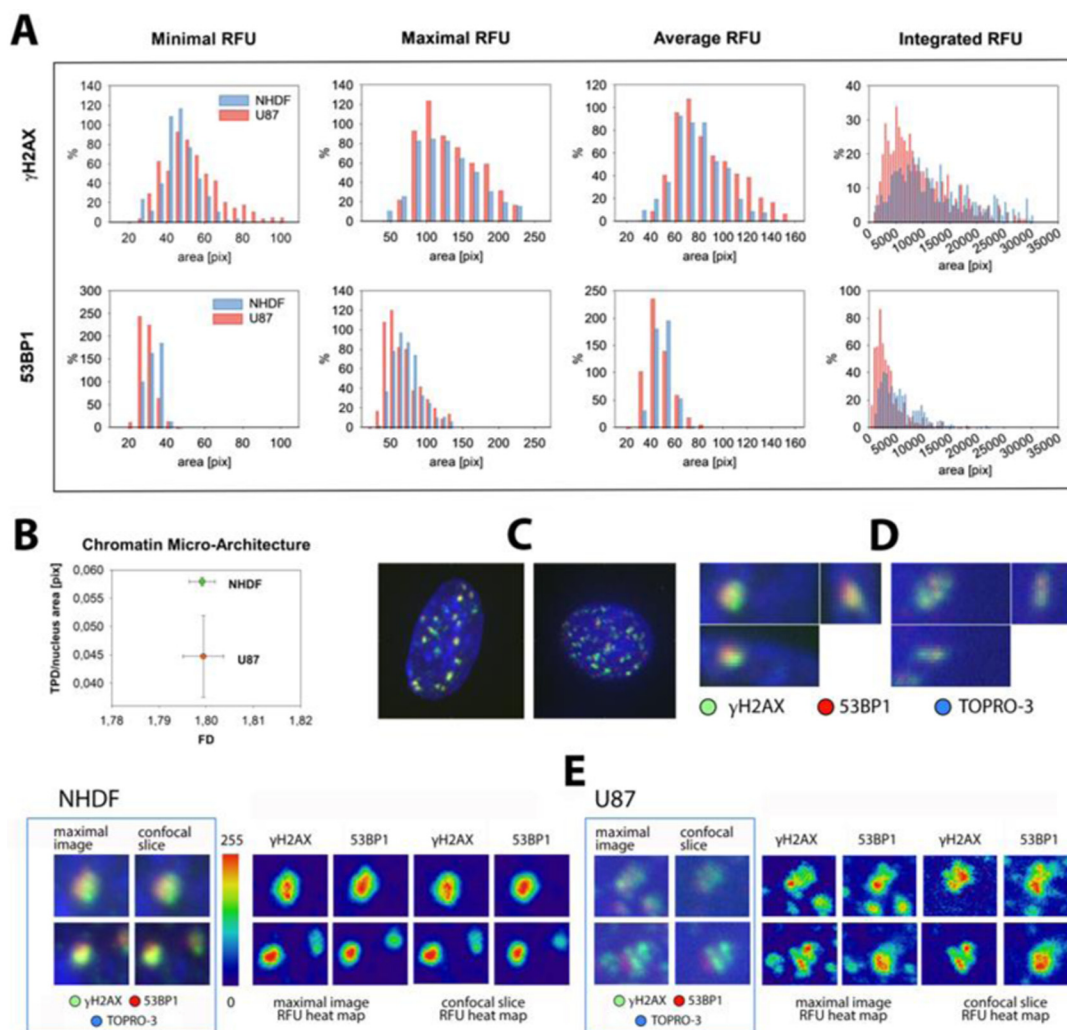 A
Minimal RFU Maximal RFU Average RFU Integrated RFU
γH2AX
%
140
120
100
80
60
40
20
0
NHDF
U87
20 40 60 80 100
area [pix]
%
140
120
100
80
60
40
20
0
50 100 150 200 250
area [pix]
%
120
100
80
60
40
20
0
20 40 60 80 100 120 140 160
area [pix]
%
40
30
20
10
0
0 5000 10000 15000 20000 25000 30000 35000
area [pix]
53BP1
%
300
250
200
150
100
50
0
NHDF
U87
20 40 60 80 100
area [pix]
%
140
120
100
80
60
40
20
0
50 100 150 200 250
area [pix]
%
250
200
150
100
50
0
20 40 60 80 100 120 140 160
area [pix]
%
100
80
60
40
20
0
0 5000 10000 15000 20000 25000 30000 35000
area [pix]
B
Chromatin Micro-Architecture
TPD/nucleus area [pix]
0,060
0,055
0,050
0,045
0,040
NHDF
U87
1,78 1,79 1,80 1,81 1,82
FD
C
D
γH2AX 53BP1 TOPRO-3
NHDF
maximal image
confocal slice
255
0
γH2AX 53BP1 γH2AX 53BP1
γH2AX 53BP1
TOPRO-3
maximal image
RFU heat map
confocal slice
RFU heat map
E
U87
maximal image
confocal slice
γH2AX 53BP1 γH2AX 53BP1
γH2AX 53BP1
TOPRO-3
maximal image
RFU heat map
confocal slice
RFU heat map